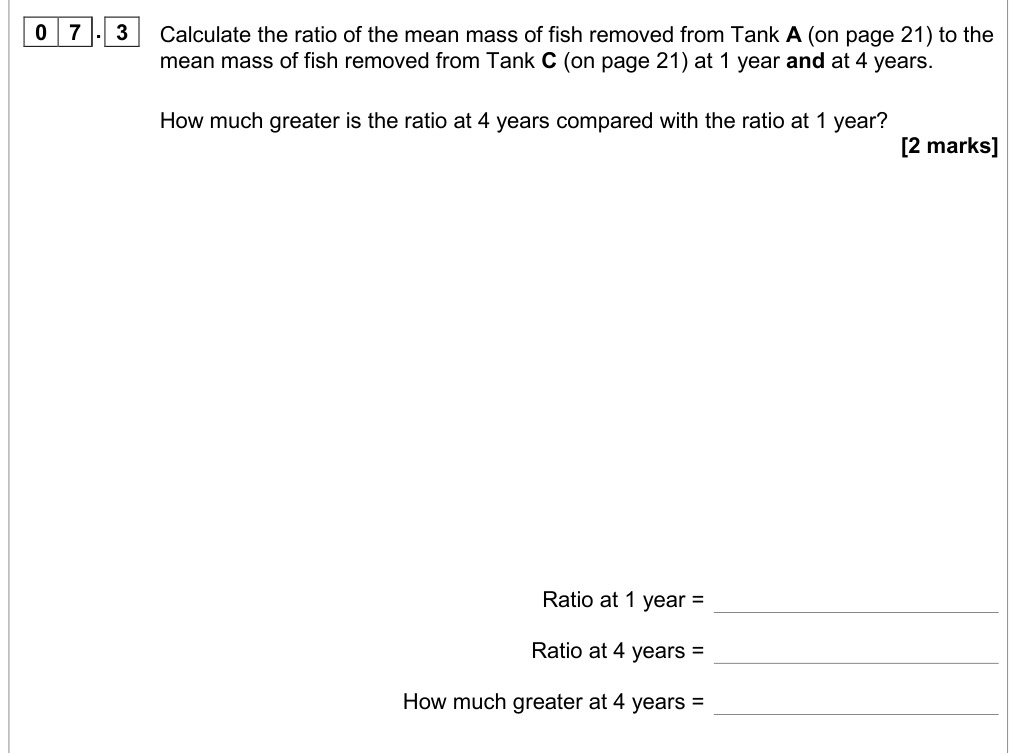 0 7 . 3 Calculate the ratio of the mean mass of fish removed from Tank A (on page 21) to the
mean mass of fish removed from Tank C (on page 21) at 1 year and at 4 years.
How much greater is the ratio at 4 years compared with the ratio at 1 year?
[2 marks]
Ratio at 1 year =
Ratio at 4 years =
How much greater at 4 years =